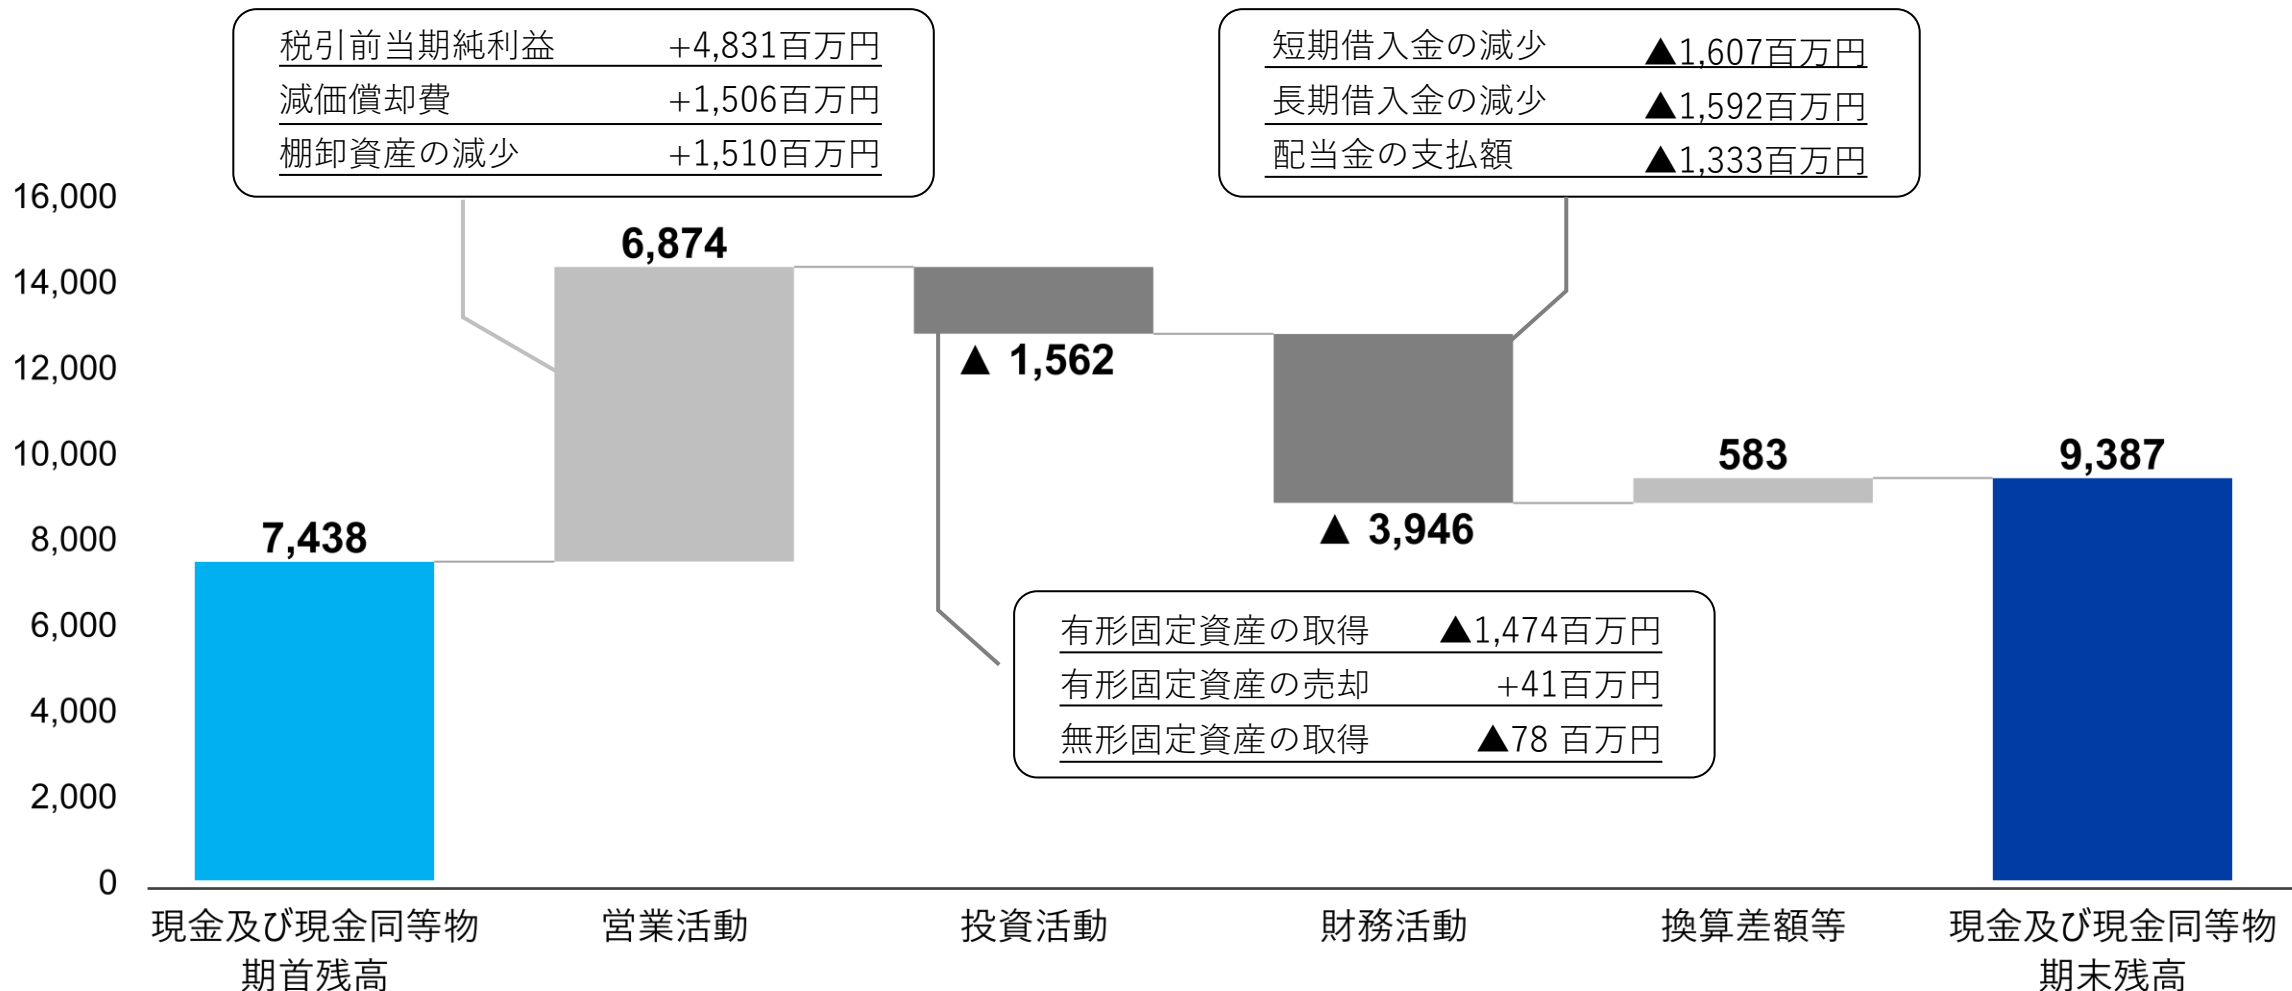 税引前当期純利益 +4,831百万円
減価償却費 +1,506百万円
棚卸資産の減少 +1,510百万円
短期借入金の減少 ▲1,607百万円
長期借入金の減少 ▲1,592百万円
配当金の支払額 ▲1,333百万円
16,000
14,000
12,000
10,000
8,000
6,000
4,000
2,000
0
7,438
6,874
▲ 1,562
▲ 3,946
583
9,387
有形固定資産の取得 ▲1,474百万円
有形固定資産の売却 +41百万円
無形固定資産の取得 ▲78 百万円
現金及び現金同等物
期首残高
営業活動
投資活動
財務活動
換算差額等
現金及び現金同等物
期末残高